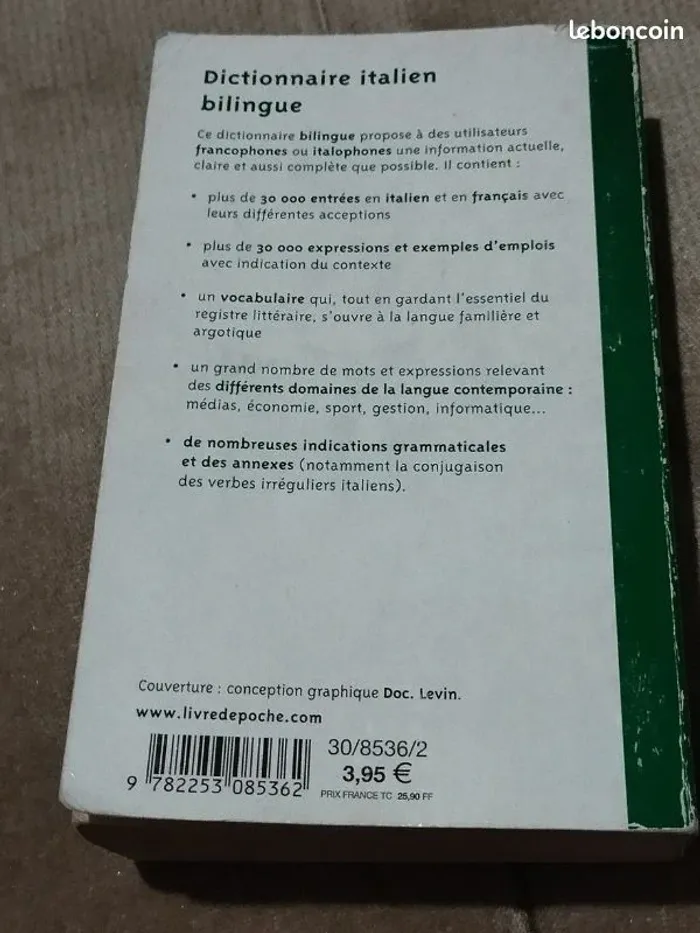 leboncoin
Dictionnaire italien
bilingue
Ce dictionnaire bilingue propose à des utilisateurs
francophones ou italophones une information actuelle,
claire et aussi complète que possible. Il contient :
• plus de 30 000 entrées en italien et en français avec
leurs différentes acceptions
• plus de 30 000 expressions et exemples d'emplois
avec indication du contexte
• un vocabulaire qui, tout en gardant l'essentiel du
registre littéraire, s'ouvre à la langue familière et
argotique
• un grand nombre de mots et expressions relevant
des différents domaines de la langue contemporaine :
médias, économie, sport, gestion, informatique...
• de nombreuses indications grammaticales
et des annexes (notamment la conjugaison
des verbes irréguliers italiens).
Couverture : conception graphique Doc. Levin.
www.livredepoche.com
30/8536/2
3,95 €
PRIX FRANCE TC 25,90 FF
9 782253 085362